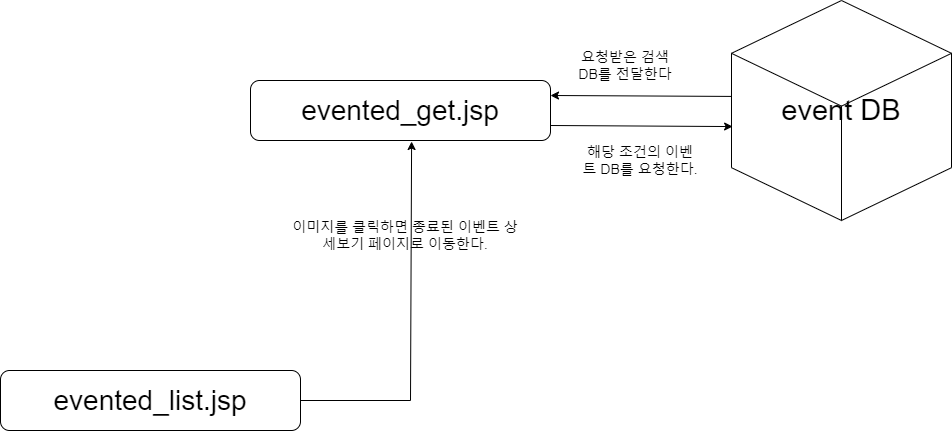 요청받은 검색
DB를 전달한다
evented_get.jsp
event DB
해당 조건의 이벤
트 DB를 요청한다.
이미지를 클릭하면 종료된 이벤트 상
세보기 페이지로 이동한다.
evented_list.jsp